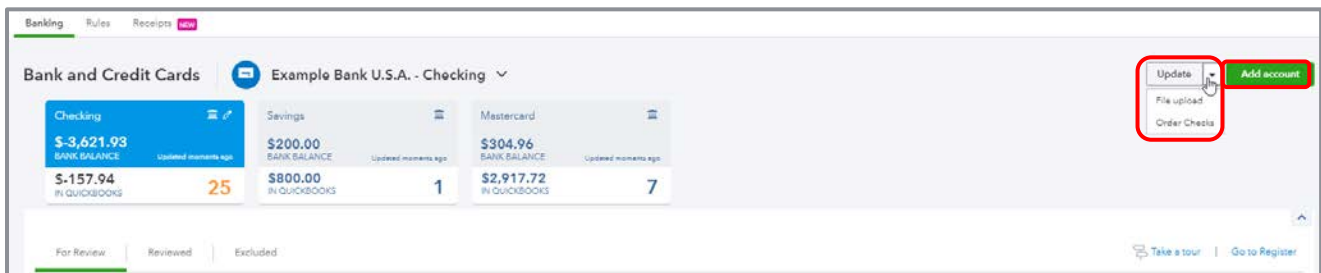 Banking Rules Receipts NEW
Bank and Credit Cards Example Bank U.S.A. - Checking Update Add account
File upload
Order Checks
Checking Savings Mastercard
$-3,621.93 $200.00 $304.96
BANK BALANCE Updated moments ago BANK BALANCE Updated moments ago BANK BALANCE Updated moments ago
$-157.94 25 $800.00 1 $2,917.72 7
IN QUICKBOOKS IN QUICKBOOKS IN QUICKBOOKS
For Review Reviewed Excluded Take a tour | Go to Register